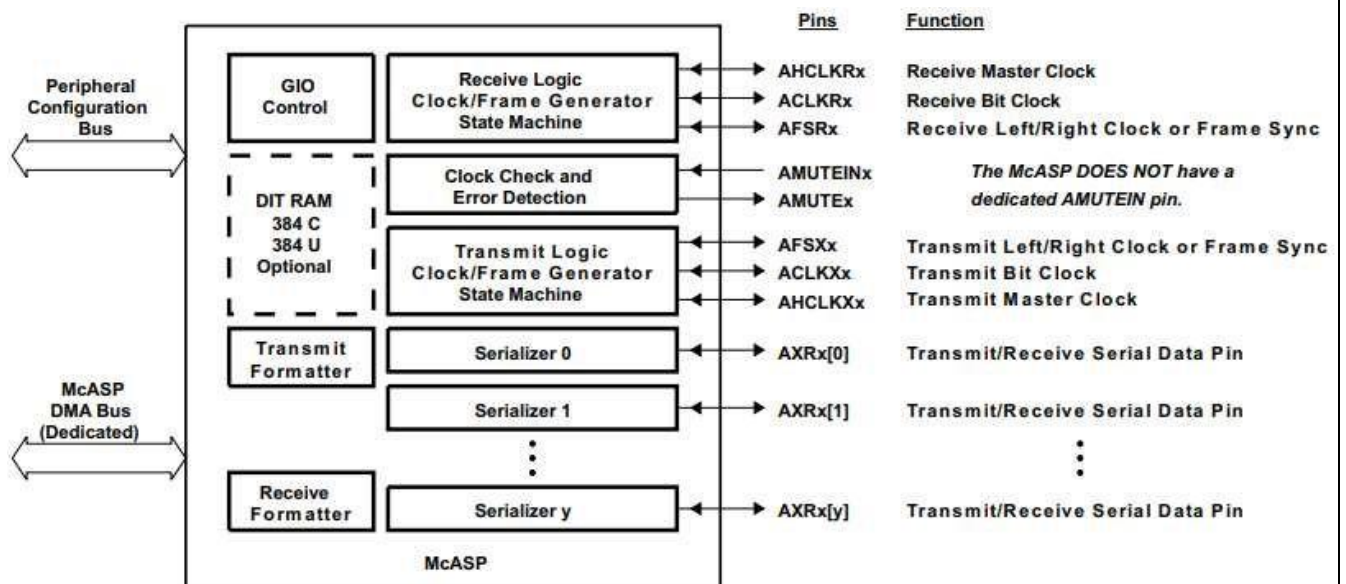 Pins Function
Peripheral
Configuration
Bus
GIO
Control
Receive Logic
Clock/Frame Generator
State Machine
AHCLKRx Receive Master Clock
ACLKRx Receive Bit Clock
AFSRx Receive Left/Right Clock or Frame Sync
DIT RAM
384 C
384 U
Optional
Clock Check and
Error Detection
AMUTEINx
AMUTEx
The McASP DOES NOT have a
dedicated AMUTEIN pin.
Transmit Logic
Clock/Frame Generator
State Machine
AFSXx Transmit Left/Right Clock or Frame Sync
ACLKXx Transmit Bit Clock
AHCLKXx Transmit Master Clock
Transmit
Formatter
Serializer 0
AXRx[0] Transmit/Receive Serial Data Pin
McASP
DMA Bus
(Dedicated)
Serializer 1
AXRx[1] Transmit/Receive Serial Data Pin
Receive
Formatter
Serializer y
AXRx[y] Transmit/Receive Serial Data Pin
McASP